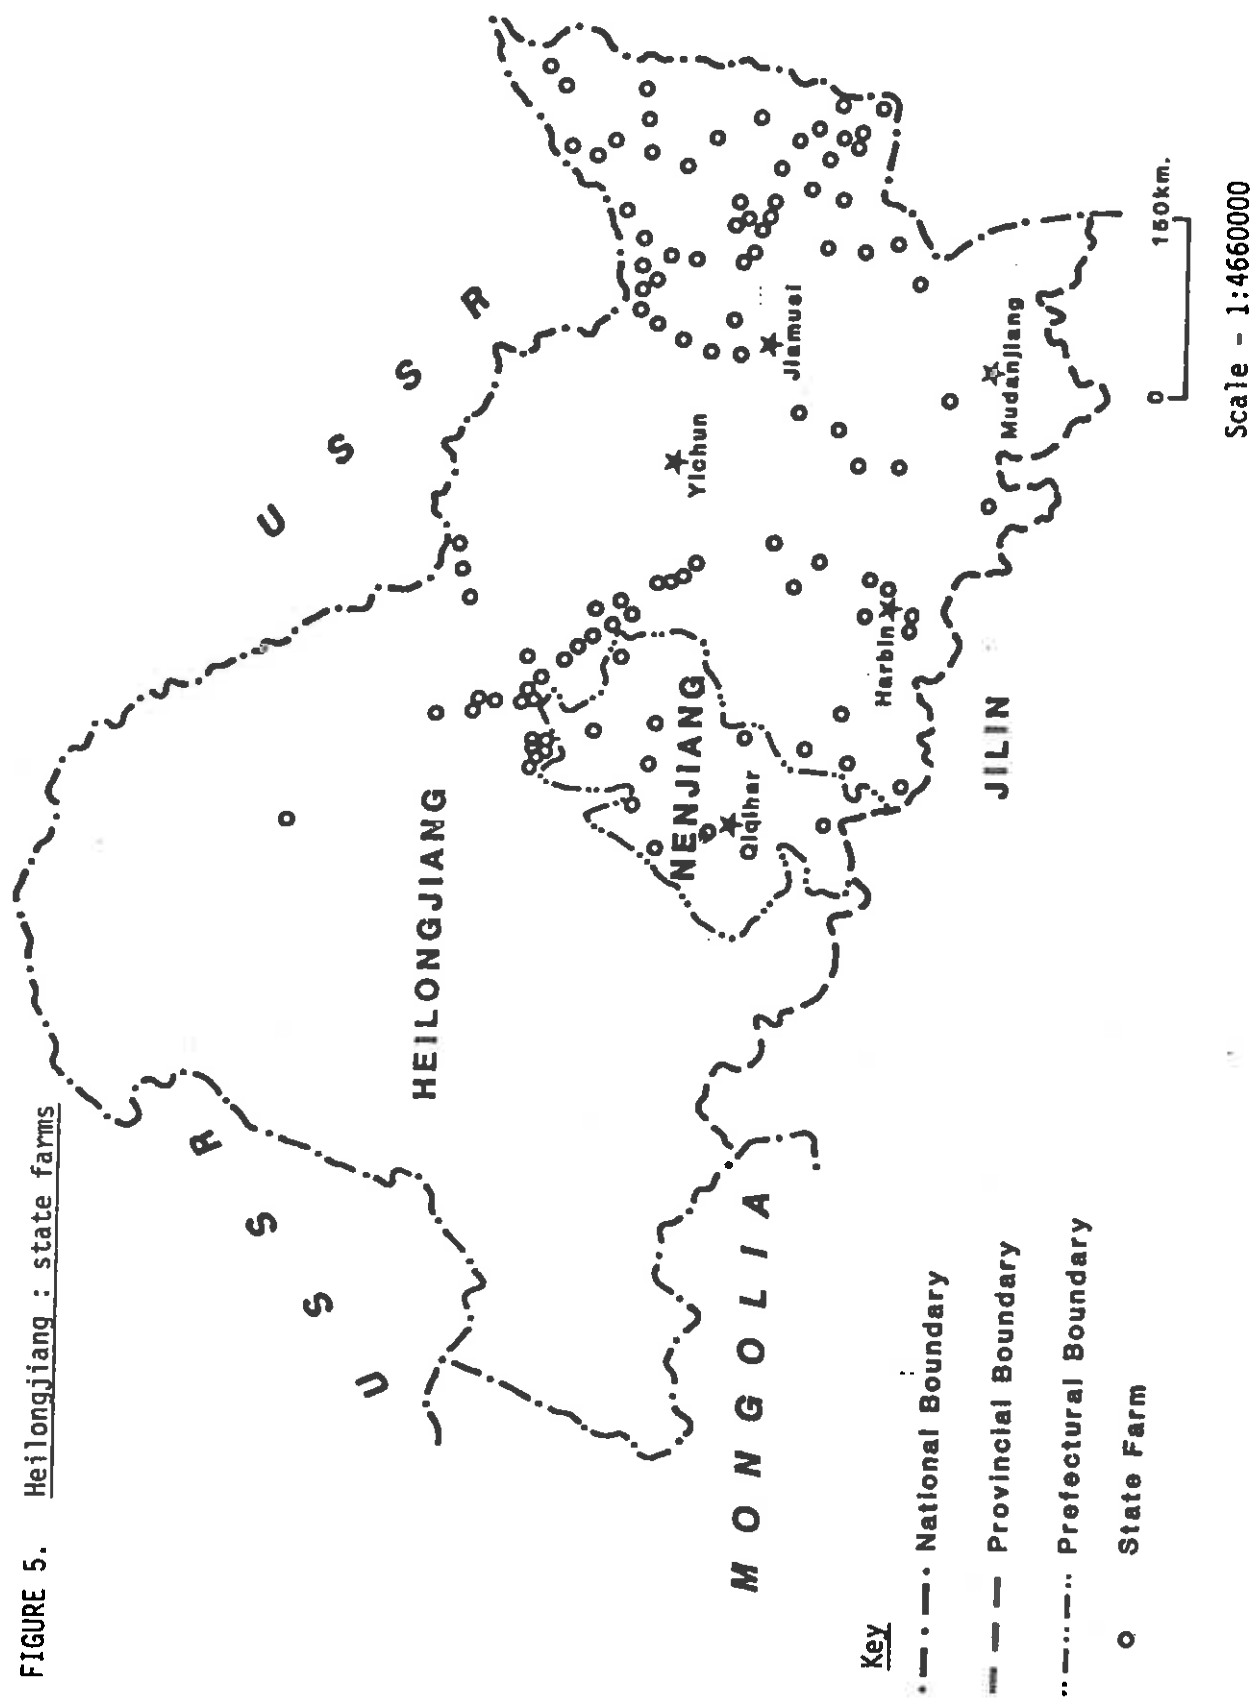 FIGURE 5. Heilongjiang : state farms
U S S R
U S S R
HEILONGJIANG
NENJIANG
Qiqihar
Yichun
Jiamusi
Harbin
Mudanjiang
MONGOLIA
JILIN
Key
National Boundary
Provincial Boundary
Prefectural Boundary
State Farm
0 150km.
Scale - 1:4660000